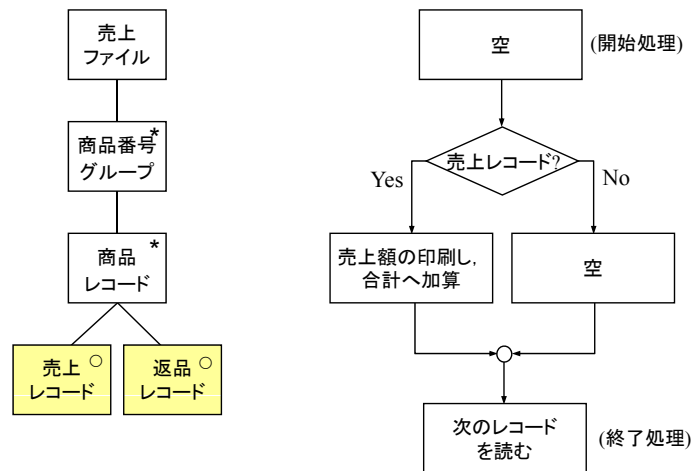 売上
ファイル
商品番号*
グループ
商品 *
レコード
売上 ○
レコード
返品 ○
レコード
空
(開始処理)
売上レコード?
Yes
No
売上額の印刷し,
合計へ加算
空
次のレコード
を読む
(終了処理)